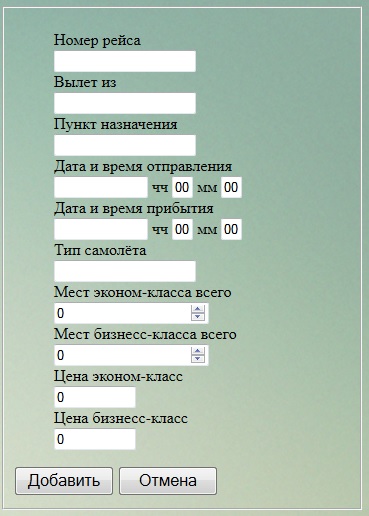 Номер рейса
Вылет из
Пункт назначения
Дата и время отправления
чч 00 мм 00
Дата и время прибытия
чч 00 мм 00
Тип самолёта
Мест эконом-класса всего
0
Мест бизнесс-класса всего
0
Цена эконом-класс
0
Цена бизнесс-класс
0
Добавить Отмена